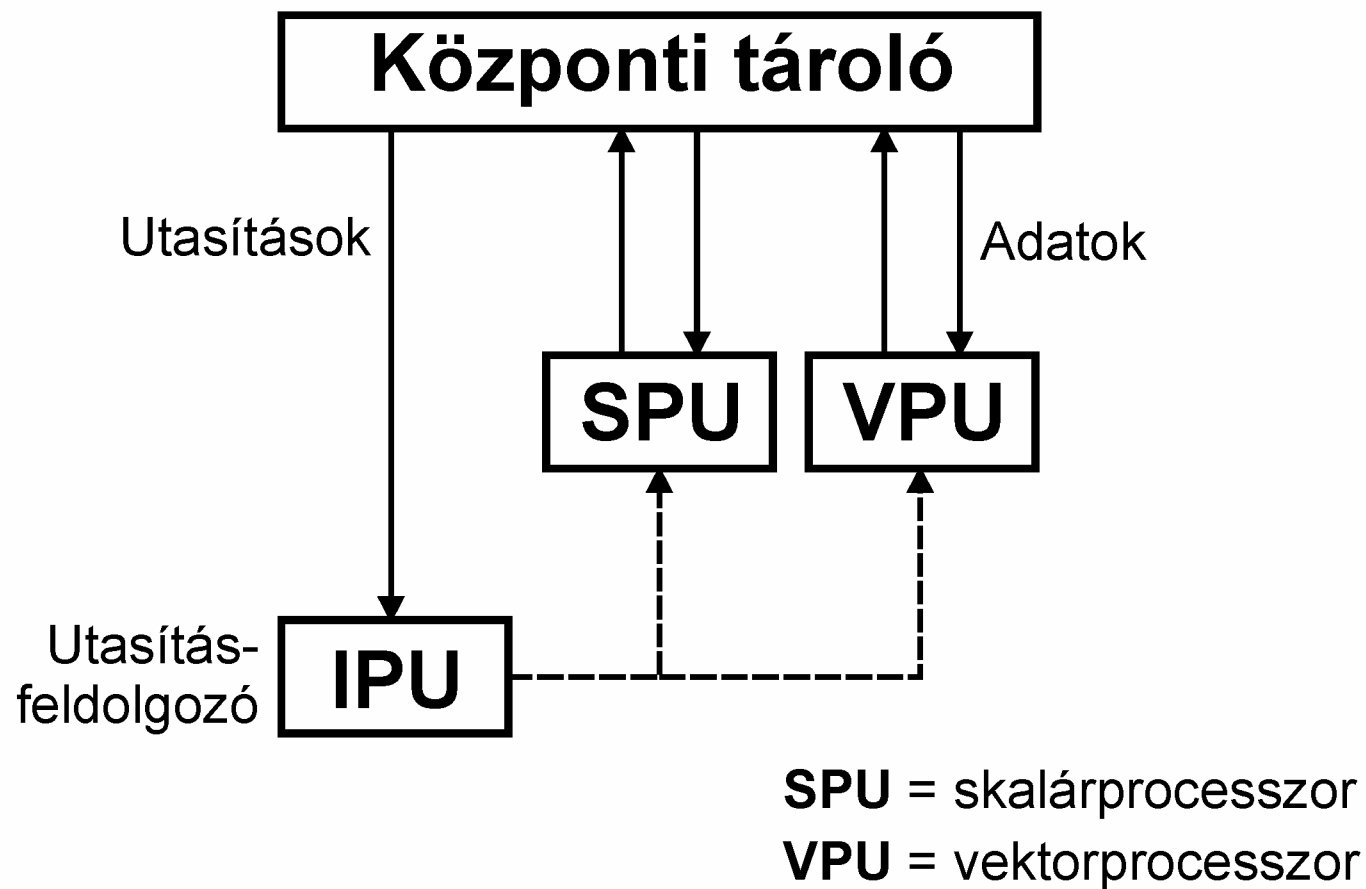 Központi tároló
Utasítások
Adatok
SPU
VPU
Utasítás-
feldolgozó
IPU
SPU = skalárprocesszor
VPU = vektorprocesszor